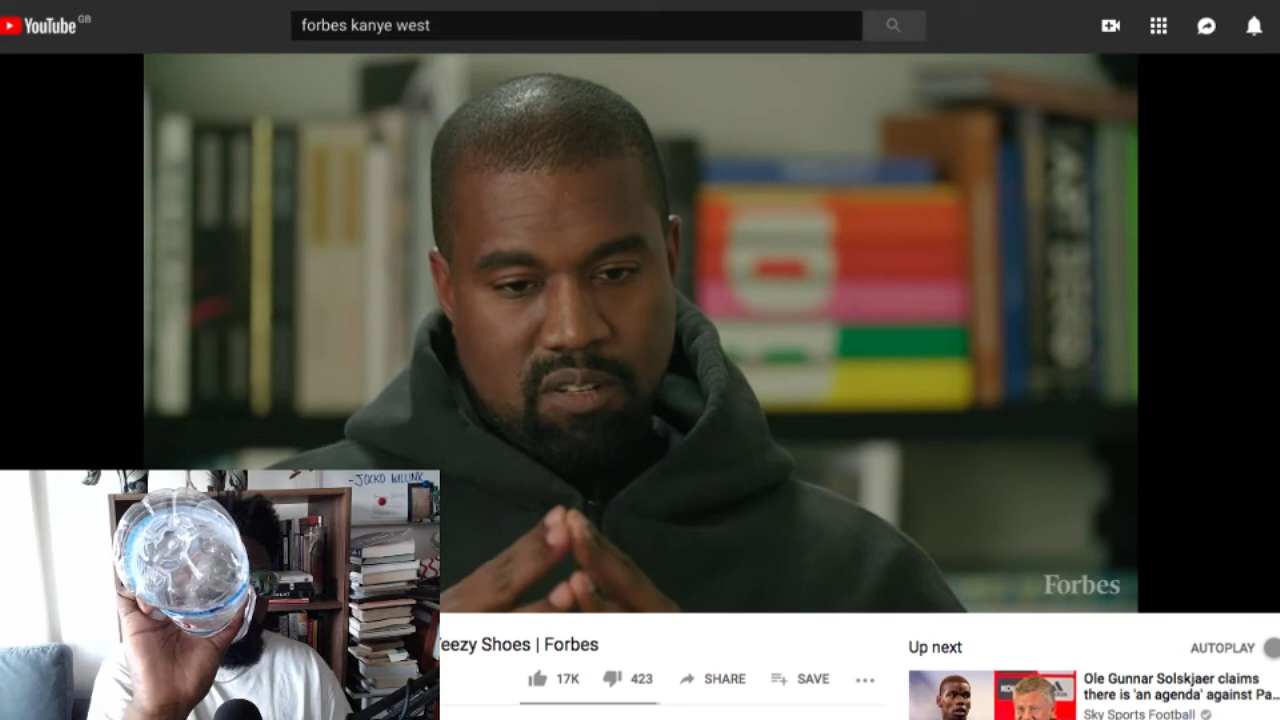 YouTube GB
forbes kanye west
Forbes
-JOCKO WILLINK
eezy Shoes | Forbes
17K
423
SHARE
SAVE
Up next
AUTOPLAY
Ole Gunnar Solskjaer claims
there is 'an agenda' against Pa...
Sky Sports Football